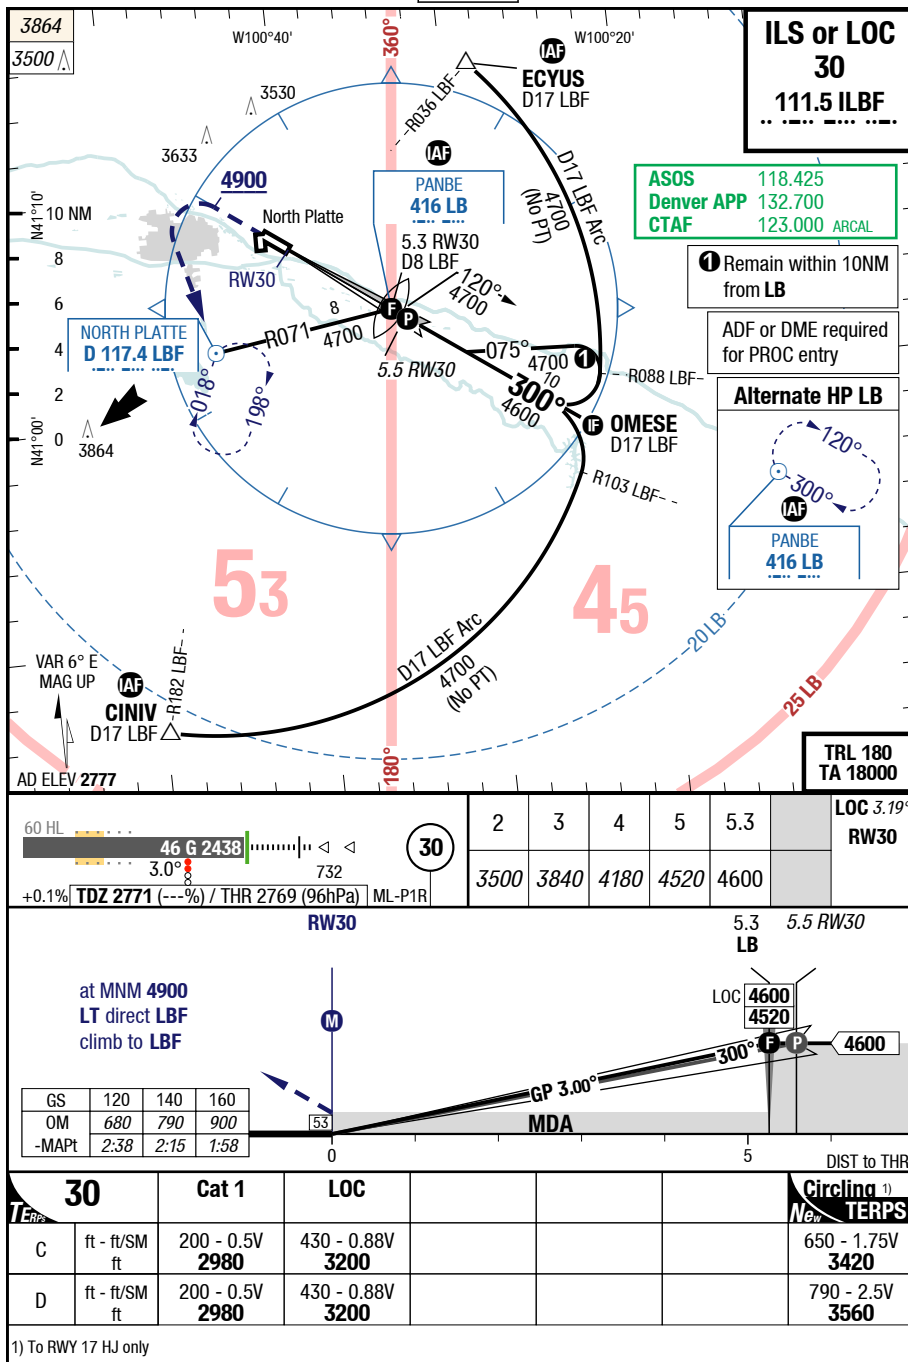 3864
3500
W100°40'
360°
W100°20'
IAF
ECYUS
D17 LBF
R036 LBF
ILS or LOC
30
111.5 ILBF
3530
3633
4900
IAF
PANBE
416 LB
D17 LBF Arc
4700
(No PT)
ASOS 118.425
Denver APP 132.700
CTAF 123.000 ARCAL
N41°10'
10 NM
8
6
4
2
0
N41°00'
North Platte
RW30
5.3 RW30
D8 LBF
F
P
120°
4700
1 Remain within 10NM
from LB
ADF or DME required
for PROC entry
NORTH PLATTE
D 117.4 LBF
R071
8
4700
5.5 RW30
075°
4700
1
10
300°
4600
R088 LBF
IF
OMESE
D17 LBF
R103 LBF
018°
198°
3864
Alternate HP LB
120°
300°
IAF
PANBE
416 LB
53
45
D17 LBF Arc
4700
(No PT)
20 LB
25 LB
VAR 6° E
MAG UP
IAF
CINIV
D17 LBF
R182 LBF
180°
AD ELEV 2777
TRL 180
TA 18000
60 HL
46 G 2438
3.0°
732
30
+0.1% TDZ 2771 (---%) / THR 2769 (96hPa) ML-P1R
2 3 4 5 5.3 LOC 3.19°
RW30
3500 3840 4180 4520 4600
RW30
5.3
LB
5.5 RW30
at MNM 4900
LT direct LBF
climb to LBF
M
LOC 4600
4520
F
P
4600
300°
GP 3.00°
MDA
53
0
5
DIST to THR
GS 120 140 160
OM 680 790 900
-MAPt 2:38 2:15 1:58
TERPS 30 Cat 1 LOC Circling 1)
New TERPS
C ft - ft/SM 200 - 0.5V 430 - 0.88V 650 - 1.75V
ft 2980 3200 3420
D ft - ft/SM 200 - 0.5V 430 - 0.88V 790 - 2.5V
ft 2980 3200 3560
1) To RWY 17 HJ only